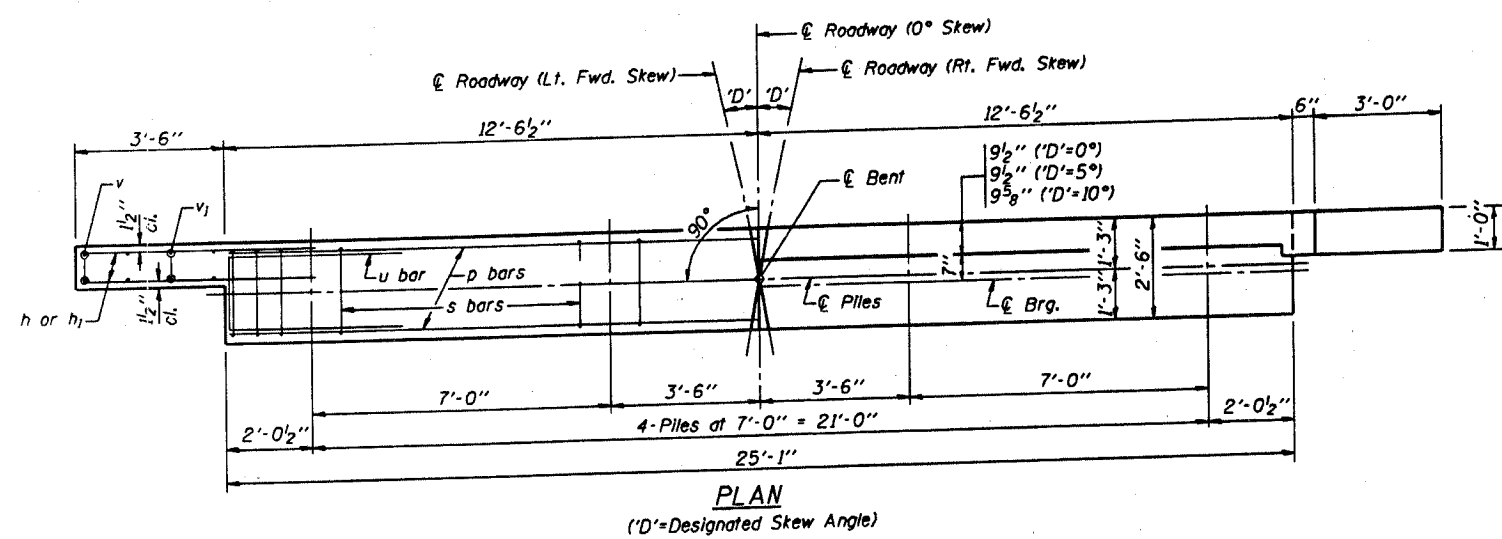 ℄ Roadway (0° Skew)
℄ Roadway (Lt. Fwd. Skew)
℄ Roadway (Rt. Fwd. Skew)
'D' 'D'
3'-6" 12'-6½" 12'-6½" 6" 3'-0"
9½" ('D'=0°)
9½" ('D'=5°)
9⅝" ('D'=10°)
℄ Bent
v
v1
1½" cl.
90°
u bar
p bars
s bars
h or h1
1½" cl.
7"
1'-3"
1'-3"
2'-6"
1'-0"
℄ Piles
℄ Brg.
7'-0" 3'-6" 3'-6" 7'-0"
2'-0½" 4-Piles at 7'-0" = 21'-0" 2'-0½"
25'-1"
PLAN
('D'=Designated Skew Angle)